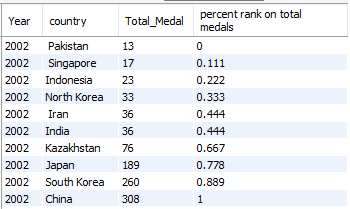 Year country Total_Medal percent rank on total medals
2002 Pakistan 13 0
2002 Singapore 17 0.111
2002 Indonesia 23 0.222
2002 North Korea 33 0.333
2002 Iran 36 0.444
2002 India 36 0.444
2002 Kazakhstan 76 0.667
2002 Japan 189 0.778
2002 South Korea 260 0.889
2002 China 308 1